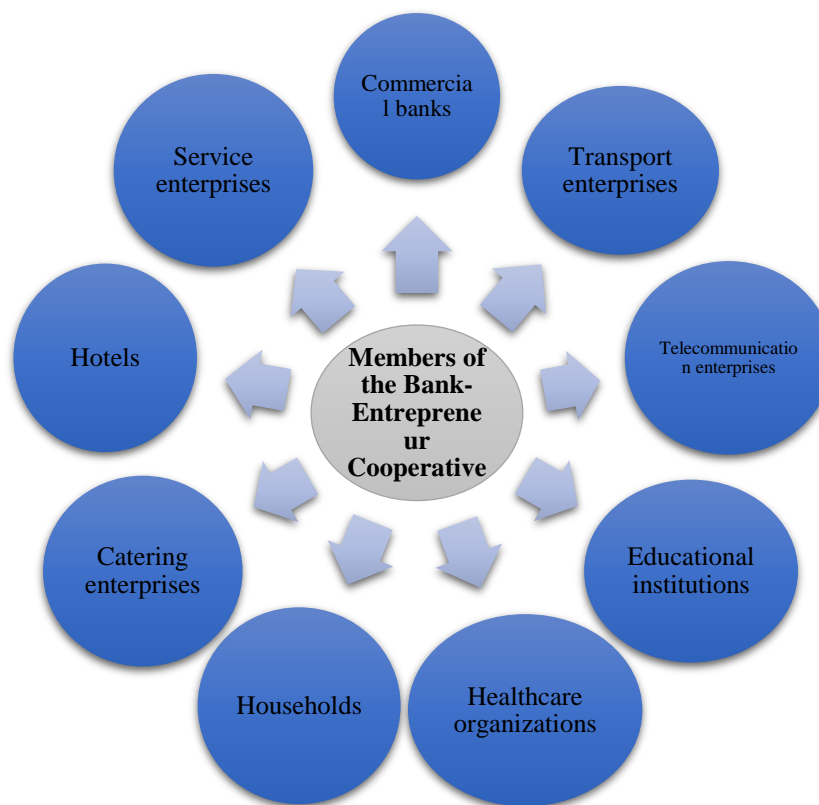 Commercia
l banks
Transport
enterprises
Telecommunicatio
n enterprises
Educational
institutions
Healthcare
organizations
Households
Catering
enterprises
Hotels
Service
enterprises
Members of
the Bank-
Entreprene
ur
Cooperative